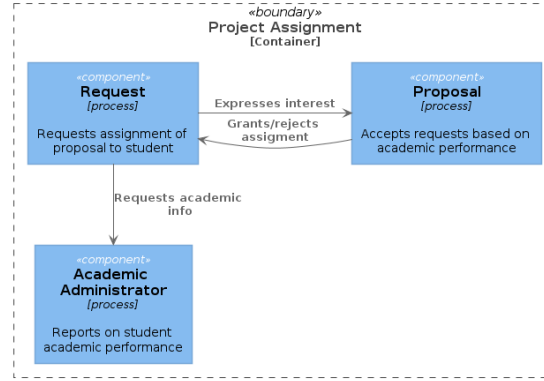 «boundary»
Project Assignment
[Container]
«component»
Request
[process]
Requests assignment of
proposal to student
Expresses interest
Grants/rejects
assigment
«component»
Proposal
[process]
Accepts requests based on
academic performance
Requests academic
info
«component»
Academic
Administrator
[process]
Reports on student
academic performance